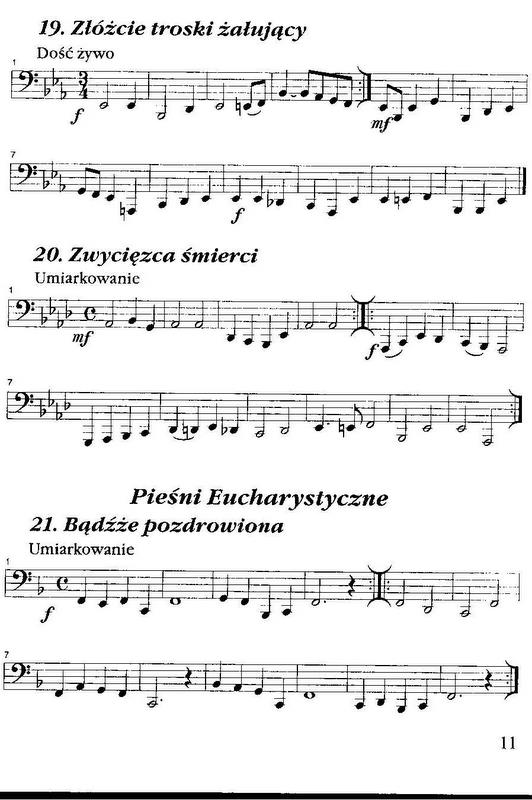 19. Złóżcie troski żałujący
Dość żywo
1
3
4
f
mf
7
f
20. Zwycięzca śmierci
Umiarkowanie
1
mf
f
7
Pieśni Eucharystyczne
21. Bądźże pozdrowiona
Umiarkowanie
1
f
7
11